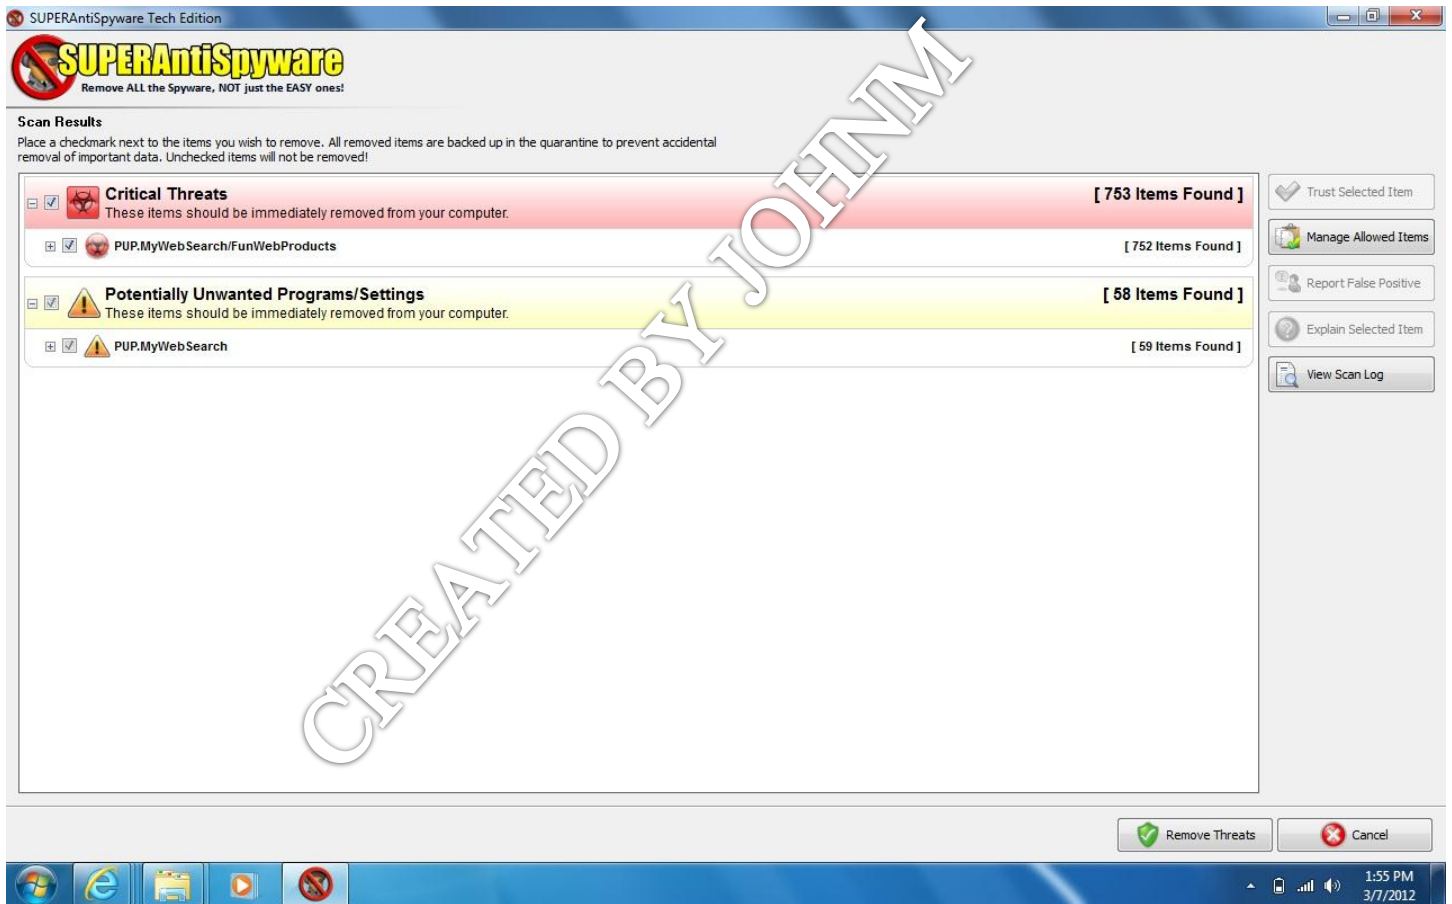 SUPERAntiSpyware Tech Edition
SUPERAntiSpyware
Remove ALL the Spyware, NOT just the EASY ones!
Scan Results
Place a checkmark next to the items you wish to remove. All removed items are backed up in the quarantine to prevent accidental
removal of important data. Unchecked items will not be removed!
Critical Threats [ 753 Items Found ]
These items should be immediately removed from your computer.
PUP.MyWebSearch/FunWebProducts [ 752 Items Found ]
Potentially Unwanted Programs/Settings [ 58 Items Found ]
These items should be immediately removed from your computer.
PUP.MyWebSearch [ 59 Items Found ]
Trust Selected Item
Manage Allowed Items
Report False Positive
Explain Selected Item
View Scan Log
CREATED BY JOHNM
Remove Threats
Cancel
1:55 PM
3/7/2012